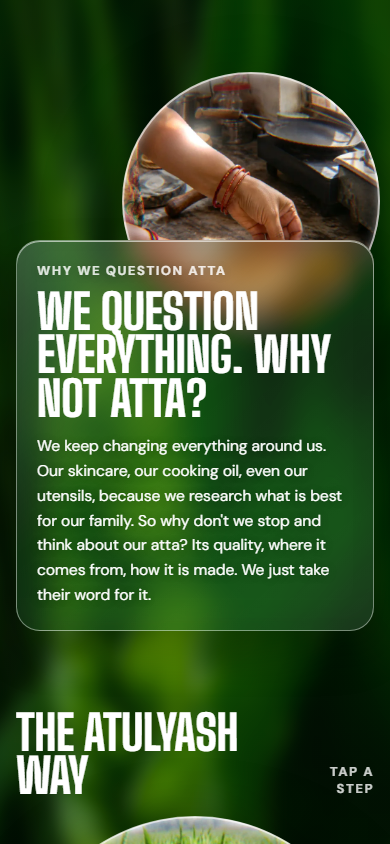 WHY WE QUESTION ATTA
WE QUESTION
EVERYTHING. WHY
NOT ATTA?
We keep changing everything around us.
Our skincare, our cooking oil, even our
utensils, because we research what is best
for our family. So why don't we stop and
think about our atta? Its quality, where it
comes from, how it is made. We just take
their word for it.
THE ATULYASH
WAY
TAP A
STEP